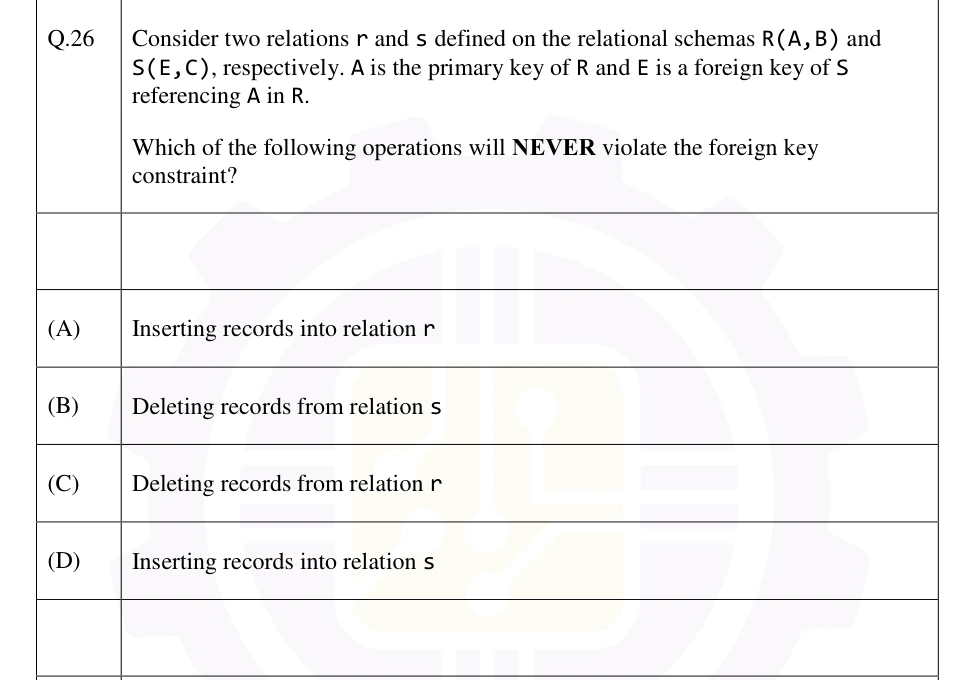 Q.26 Consider two relations r and s defined on the relational schemas R(A,B) and
S(E,C), respectively. A is the primary key of R and E is a foreign key of S
referencing A in R.
Which of the following operations will NEVER violate the foreign key
constraint?
(A) Inserting records into relation r
(B) Deleting records from relation s
(C) Deleting records from relation r
(D) Inserting records into relation s